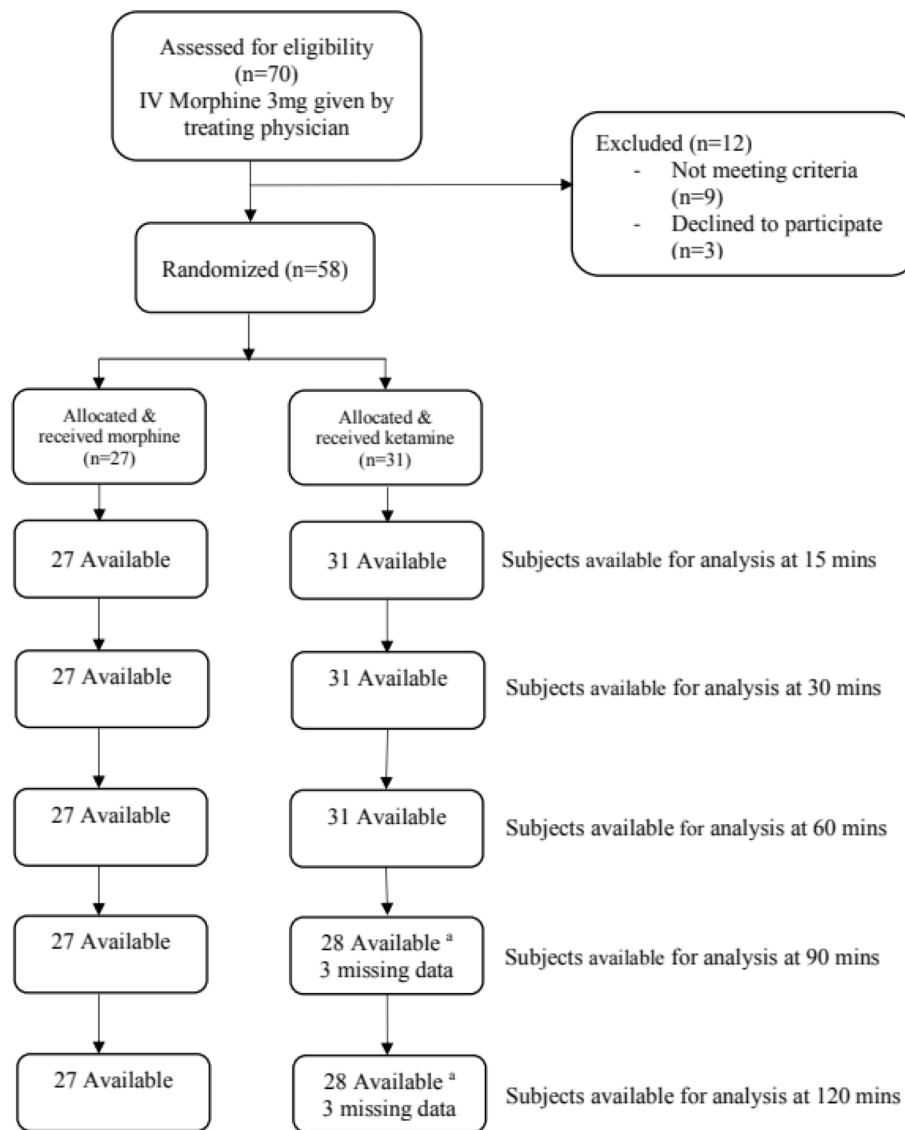 Assessed for eligibility
(n=70)
IV Morphine 3mg given by
treating physician
Excluded (n=12)
- Not meeting criteria
(n=9)
- Declined to participate
(n=3)
Randomized (n=58)
Allocated &
received morphine
(n=27)
Allocated &
received ketamine
(n=31)
27 Available
31 Available
Subjects available for analysis at 15 mins
27 Available
31 Available
Subjects available for analysis at 30 mins
27 Available
31 Available
Subjects available for analysis at 60 mins
27 Available
28 Available a
3 missing data
Subjects available for analysis at 90 mins
27 Available
28 Available a
3 missing data
Subjects available for analysis at 120 mins